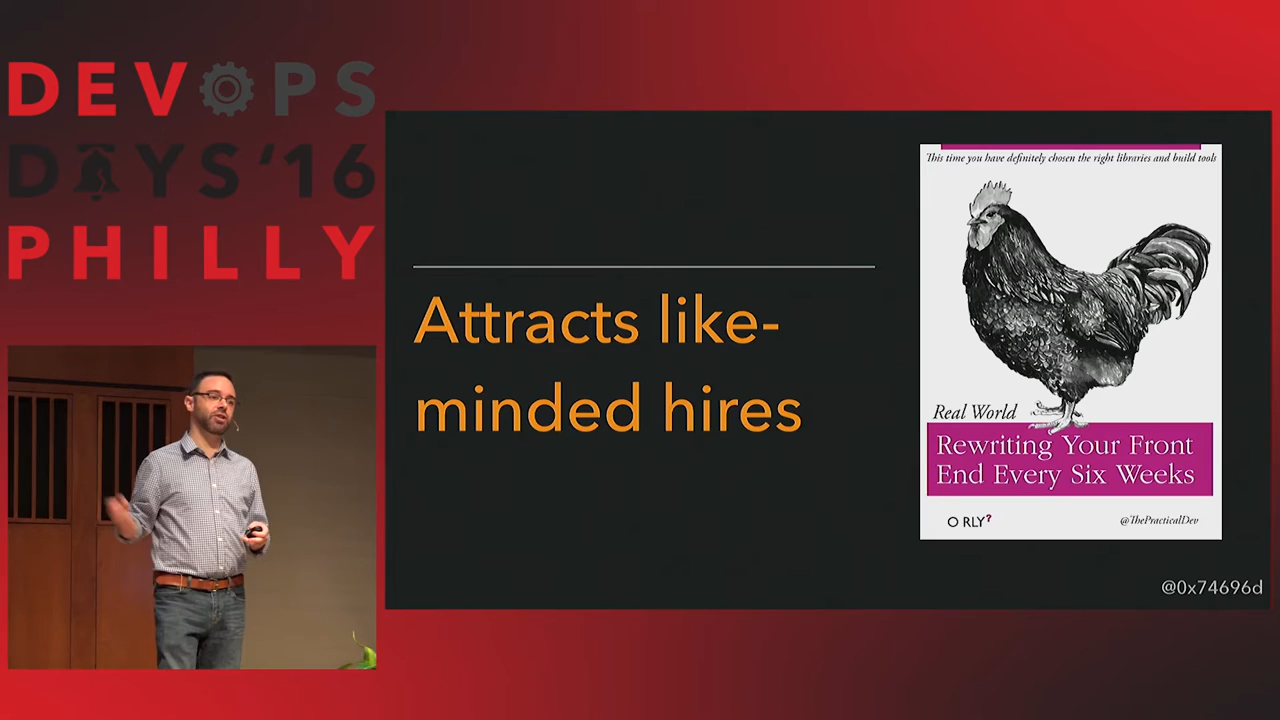 DEVOPS
DAYS '16
PHILLY
Attracts like-
minded hires
This time you have definitely chosen the right libraries and build tools
Real World
Rewriting Your Front
End Every Six Weeks
O RLY?
@ThePracticalDev
@0x74696d